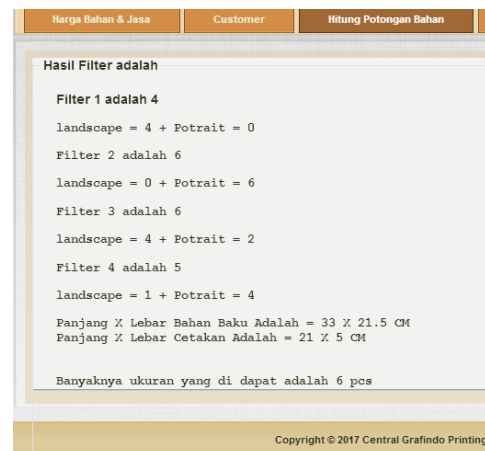 Harga Bahan & Jasa
Customer
Hitung Potongan Bahan
Hasil Filter adalah
Filter 1 adalah 4
landscape = 4 + Potrait = 0
Filter 2 adalah 6
landscape = 0 + Potrait = 6
Filter 3 adalah 6
landscape = 4 + Potrait = 2
Filter 4 adalah 5
landscape = 1 + Potrait = 4
Panjang X Lebar Bahan Baku Adalah = 33 X 21.5 CM
Panjang X Lebar Cetakan Adalah = 21 X 5 CM
Banyaknya ukuran yang di dapat adalah 6 pcs
Copyright © 2017 Central Grafindo Printing